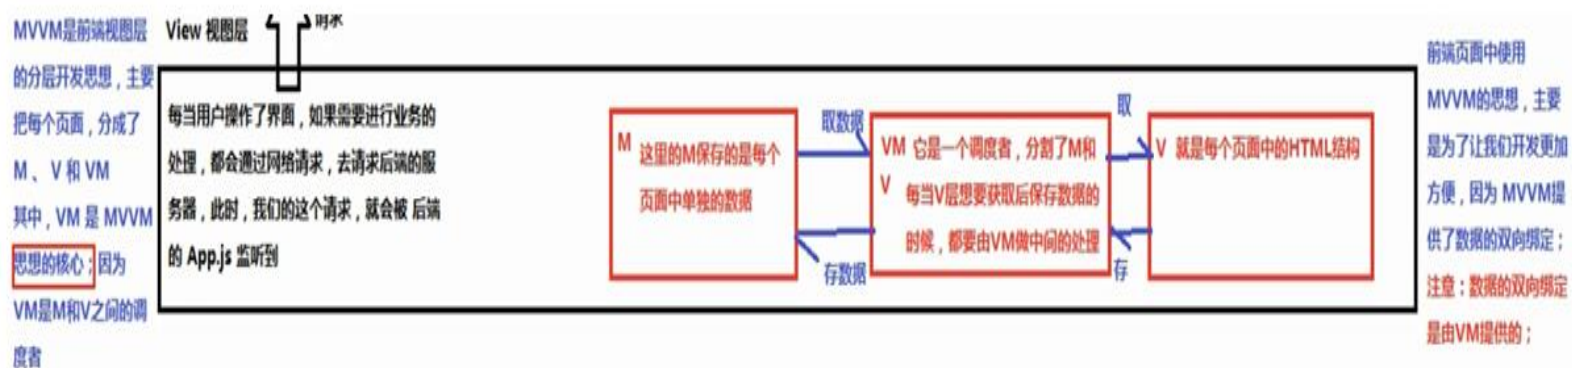 MVVM是前端视图层
的分层开发思想，主要
把每个页面，分成了
M 、 V 和 VM
其中，VM 是 MVVM
思想的核心；因为
VM是M和V之间的调
度者
View 视图层
请求
每当用户操作了界面，如果需要进行业务的
处理，都会通过网络请求，去请求后端的服
务器，此时，我们的这个请求，就会被 后端
的 App.js 监听到
M 这里的M保存的是每个
页面中单独的数据
取数据
存数据
VM 它是一个调度者，分割了M和
V
每当V层想要获取后保存数据的
时候，都要由VM做中间的处理
取
存
V 就是每个页面中的HTML结构
前端页面中使用
MVVM的思想，主要
是为了让我们开发更加
方便，因为 MVVM提
供了数据的双向绑定；
注意：数据的双向绑定
是由VM提供的；